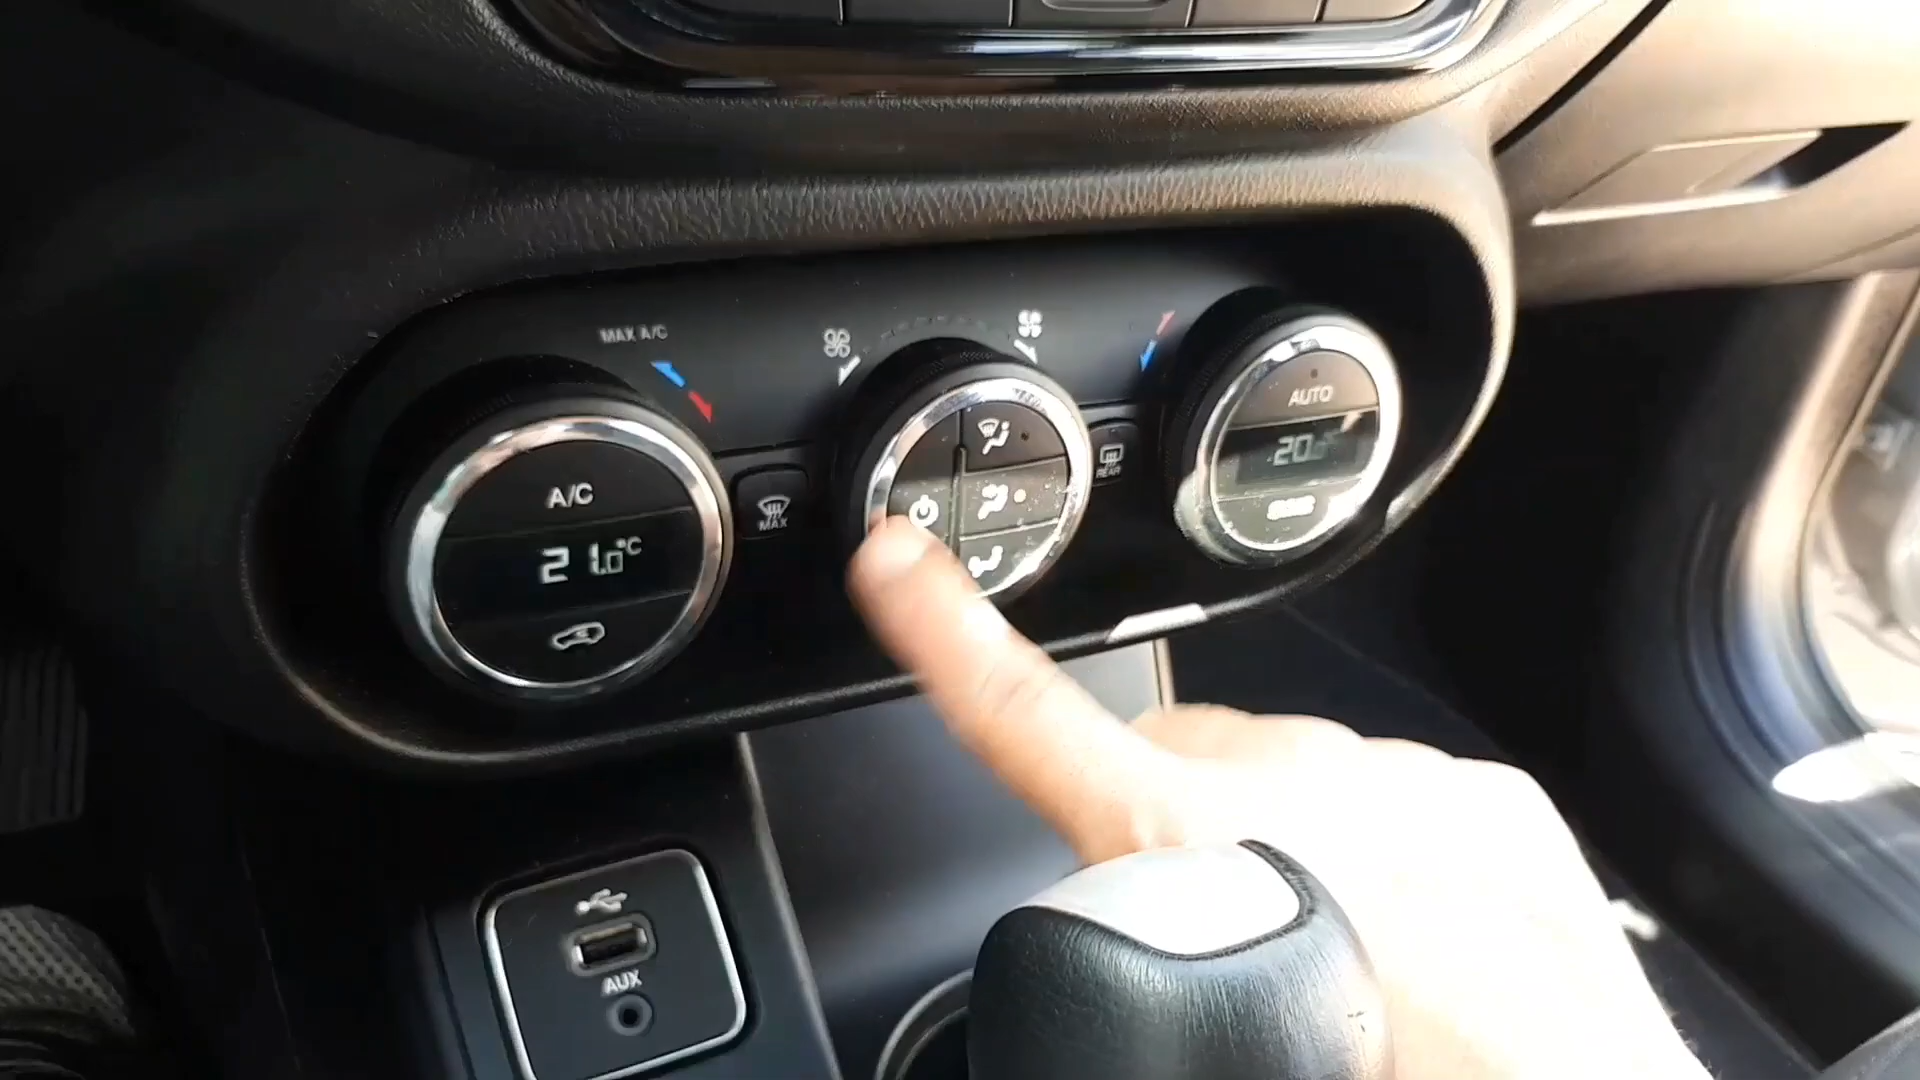 MAX A/C
A/C
21.0°C
MAX
REAR
AUTO
20.
AUX